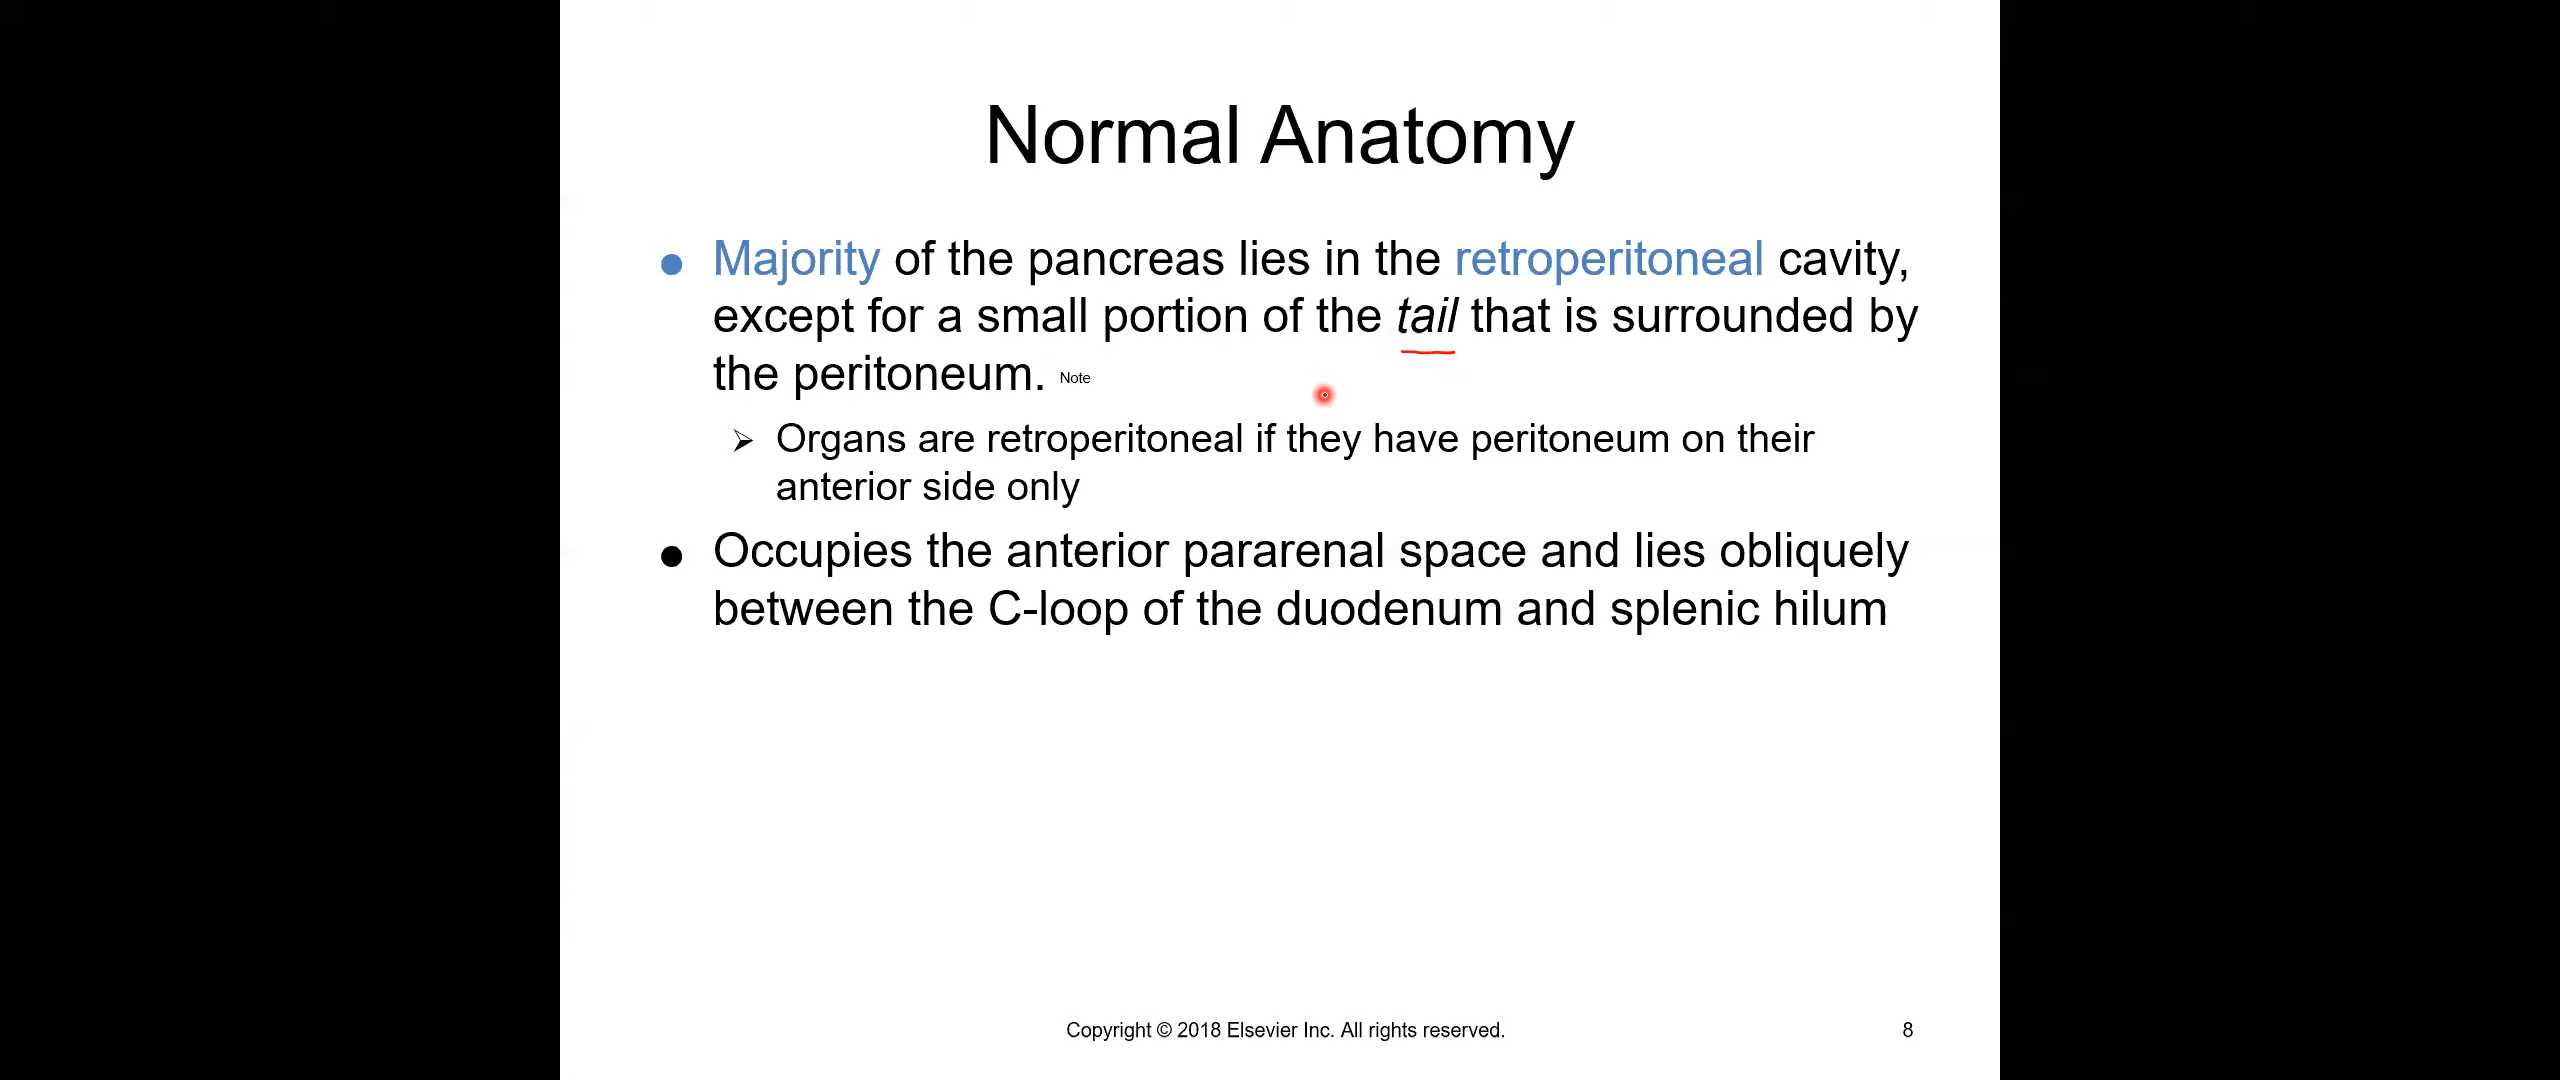 Normal Anatomy
● Majority of the pancreas lies in the retroperitoneal cavity,
except for a small portion of the tail that is surrounded by
the peritoneum. Note
➢ Organs are retroperitoneal if they have peritoneum on their
anterior side only
● Occupies the anterior pararenal space and lies obliquely
between the C-loop of the duodenum and splenic hilum
Copyright © 2018 Elsevier Inc. All rights reserved. 8